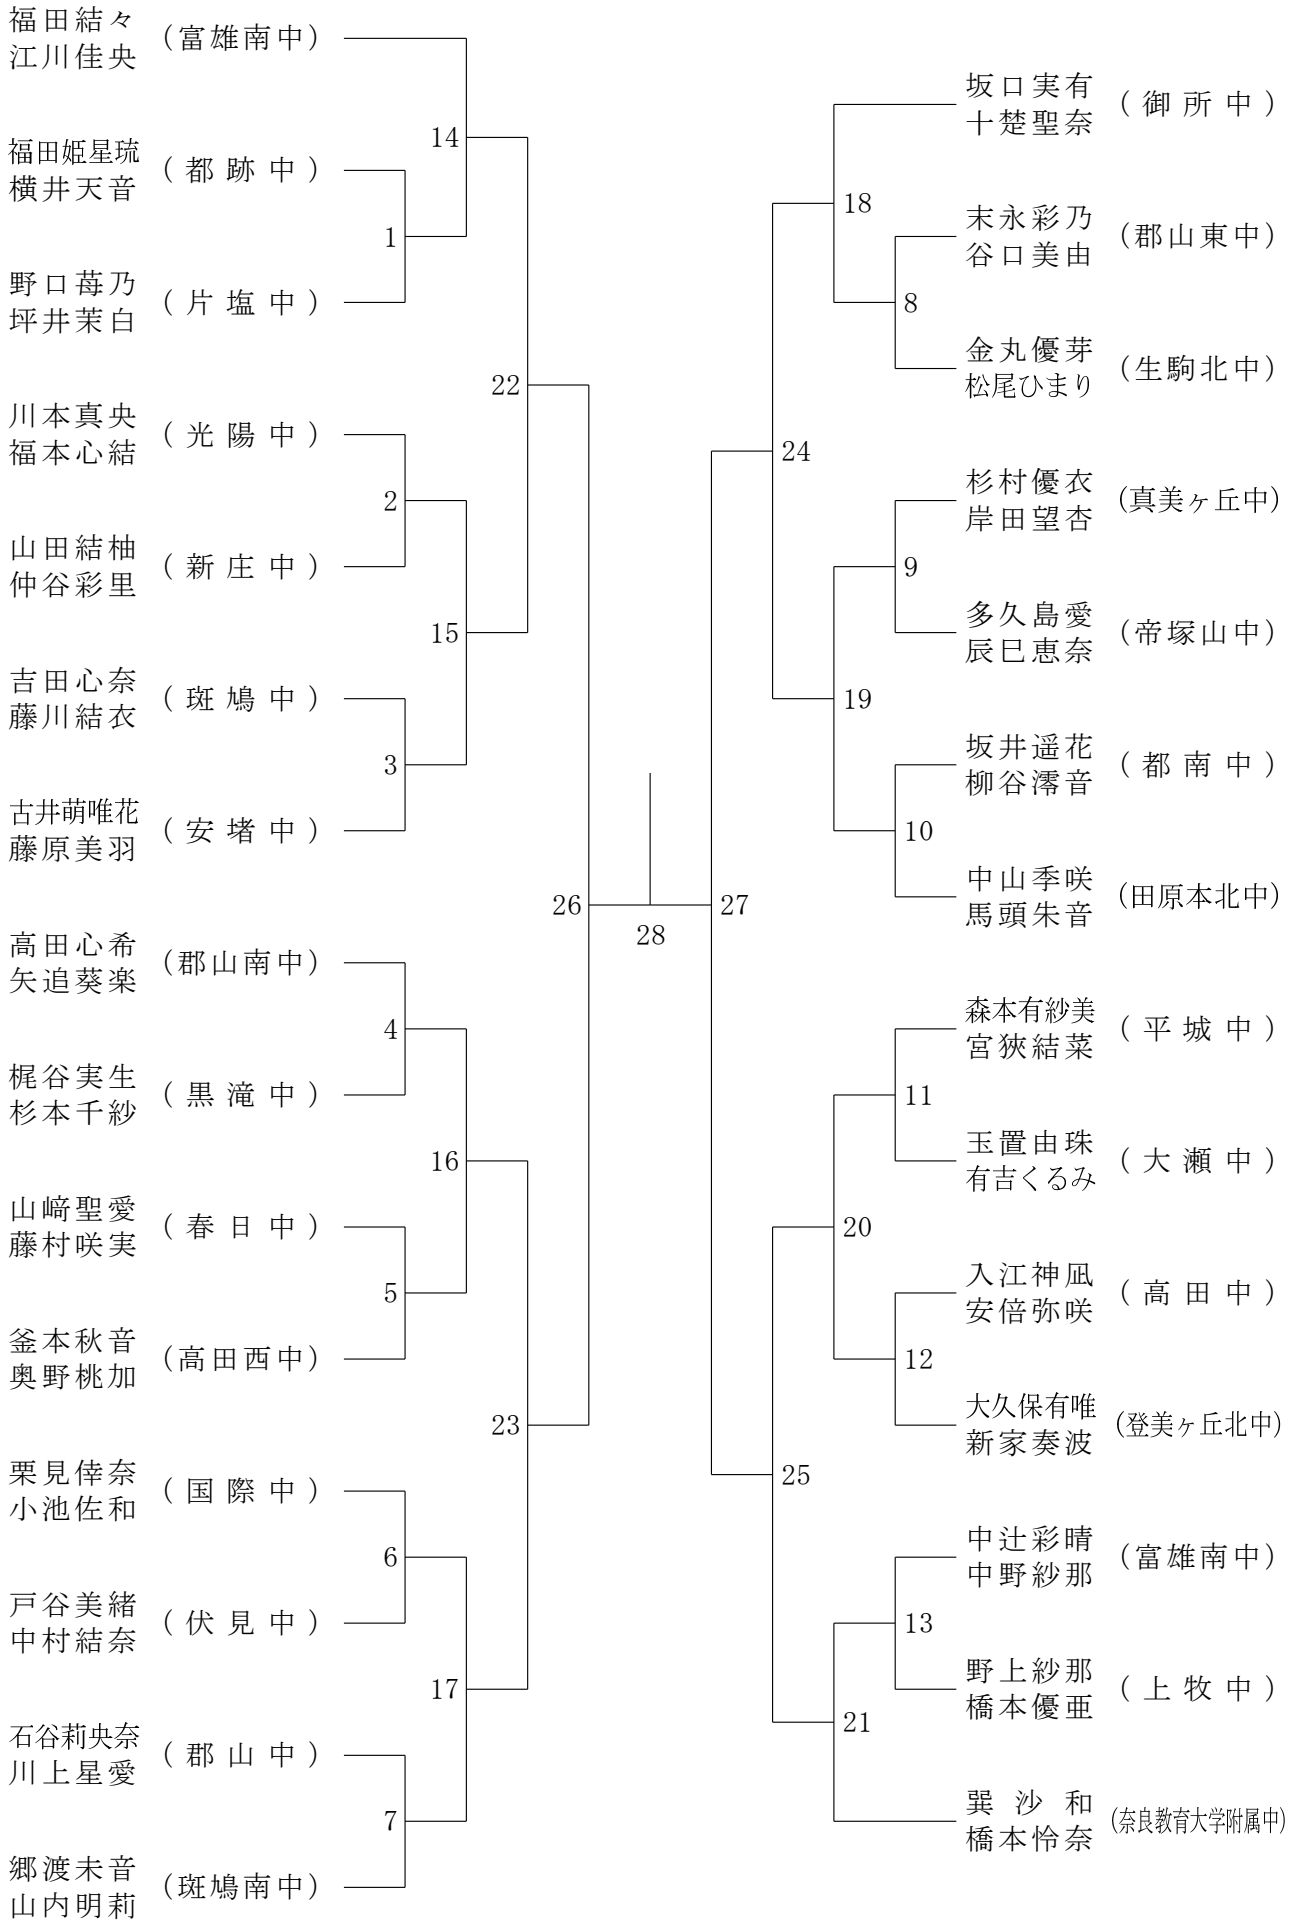 福田結々
江川佳央
(富雄南中)
福田姫星琉
横井天音
(都跡中)
野口苺乃
坪井茉白
(片塩中)
川本真央
福本心結
(光陽中)
山田結柚
仲谷彩里
(新庄中)
吉田心奈
藤川結衣
(斑鳩中)
古井萌唯花
藤原美羽
(安堵中)
高田心希
矢追葵楽
(郡山南中)
梶谷実生
杉本千紗
(黒滝中)
山﨑聖愛
藤村咲実
(春日中)
釜本秋音
奥野桃加
(高田西中)
栗見倖奈
小池佐和
(国際中)
戸谷美緒
中村結奈
(伏見中)
石谷莉央奈
川上星愛
(郡山中)
郷渡未音
山内明莉
(斑鳩南中)
1
2
3
4
5
6
7
14
15
16
17
22
23
26
28
27
24
25
18
19
20
21
8
9
10
11
12
13
坂口実有
十楚聖奈
(御所中)
末永彩乃
谷口美由
(郡山東中)
金丸優芽
松尾ひまり
(生駒北中)
杉村優衣
岸田望杏
(真美ヶ丘中)
多久島愛
辰巳恵奈
(帝塚山中)
坂井遥花
柳谷澪音
(都南中)
中山季咲
馬頭朱音
(田原本北中)
森本有紗美
宮狹結菜
(平城中)
玉置由珠
有吉くるみ
(大瀬中)
入江神凪
安倍弥咲
(高田中)
大久保有唯
新家奏波
(登美ヶ丘北中)
中辻彩晴
中野紗那
(富雄南中)
野上紗那
橋本優亜
(上牧中)
巽沙和
橋本怜奈
(奈良教育大学附属中)